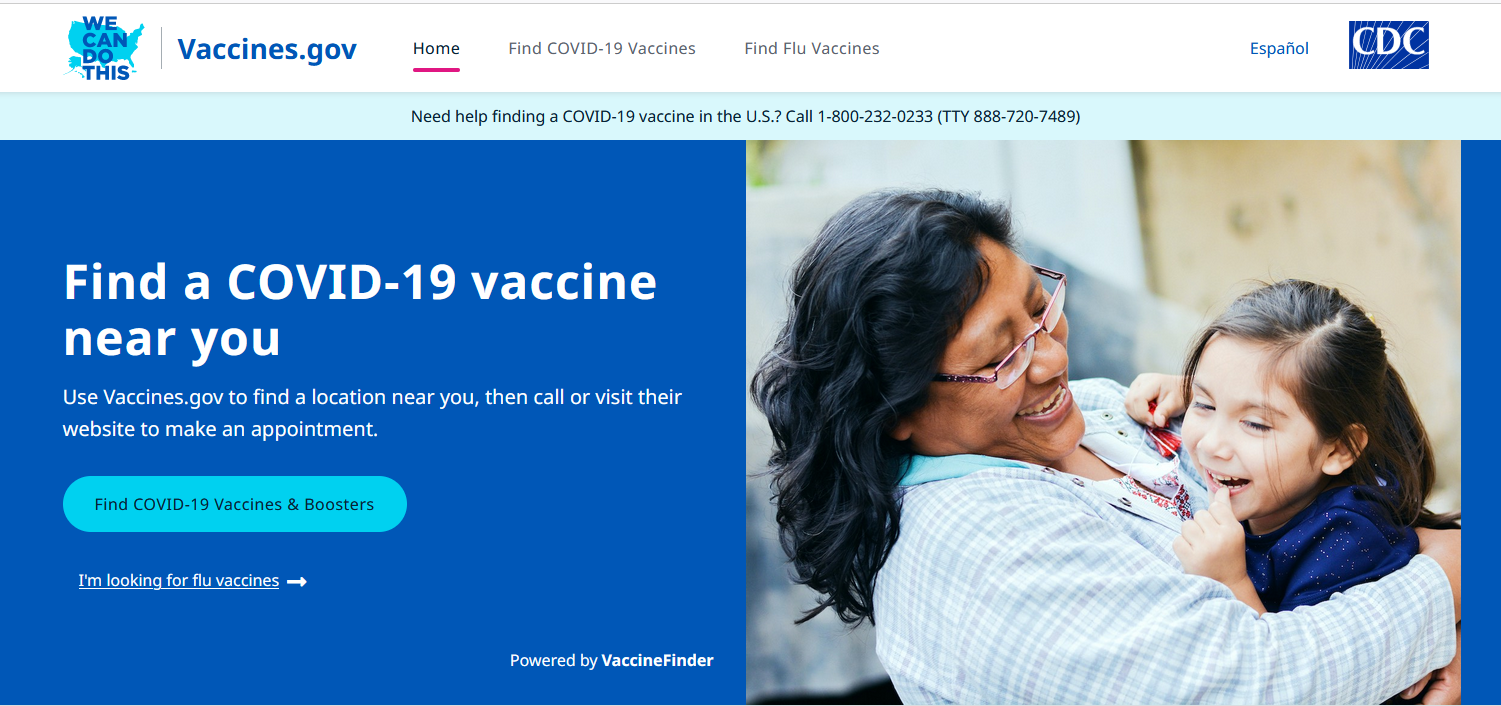 WE
CAN
DO
THIS
Vaccines.gov
Home
Find COVID-19 Vaccines
Find Flu Vaccines
Español
CDC
Need help finding a COVID-19 vaccine in the U.S.? Call 1-800-232-0233 (TTY 888-720-7489)
Find a COVID-19 vaccine
near you
Use Vaccines.gov to find a location near you, then call or visit their
website to make an appointment.
Find COVID-19 Vaccines & Boosters
I'm looking for flu vaccines
Powered by VaccineFinder